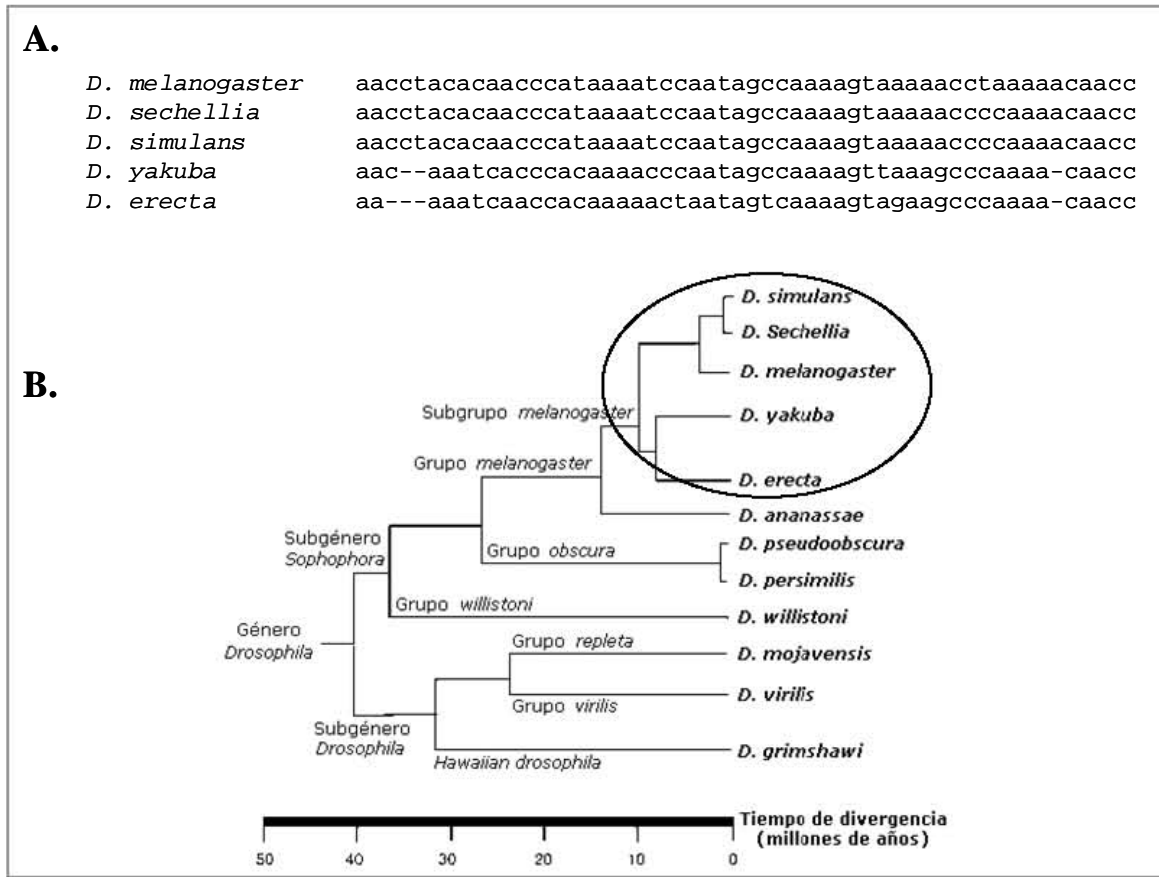 A.
D. melanogaster aacctacacaacccataaaatccaatagccaaaagtaaaaacctaaaaacaacc
D. sechellia aacctacacaacccataaaatccaatagccaaaagtaaaaaccccaaaacaacc
D. simulans aacctacacaacccataaaatccaatagccaaaagtaaaaaccccaaaacaacc
D. yakuba aac--aaatcacccacaaaacccaatagccaaaagttaaagcccaaaa-caacc
D. erecta aa---aaatcaaccacaaaaactaatagtcaaaagtagaagcccaaaa-caacc
B.
D. simulans
D. Sechellia
D. melanogaster
D. yakuba
Subgrupo melanogaster
Grupo melanogaster
D. erecta
D. ananassae
Subgénero
Sophophora
Grupo obscura
D. pseudoobscura
D. persimilis
Grupo willistoni
D. willistoni
Género
Drosophila
Grupo repleta
D. mojavensis
D. virilis
Grupo virilis
Subgénero
Drosophila
Hawaiian drosophila
D. grimshawi
Tiempo de divergencia
(millones de años)
50 40 30 20 10 0